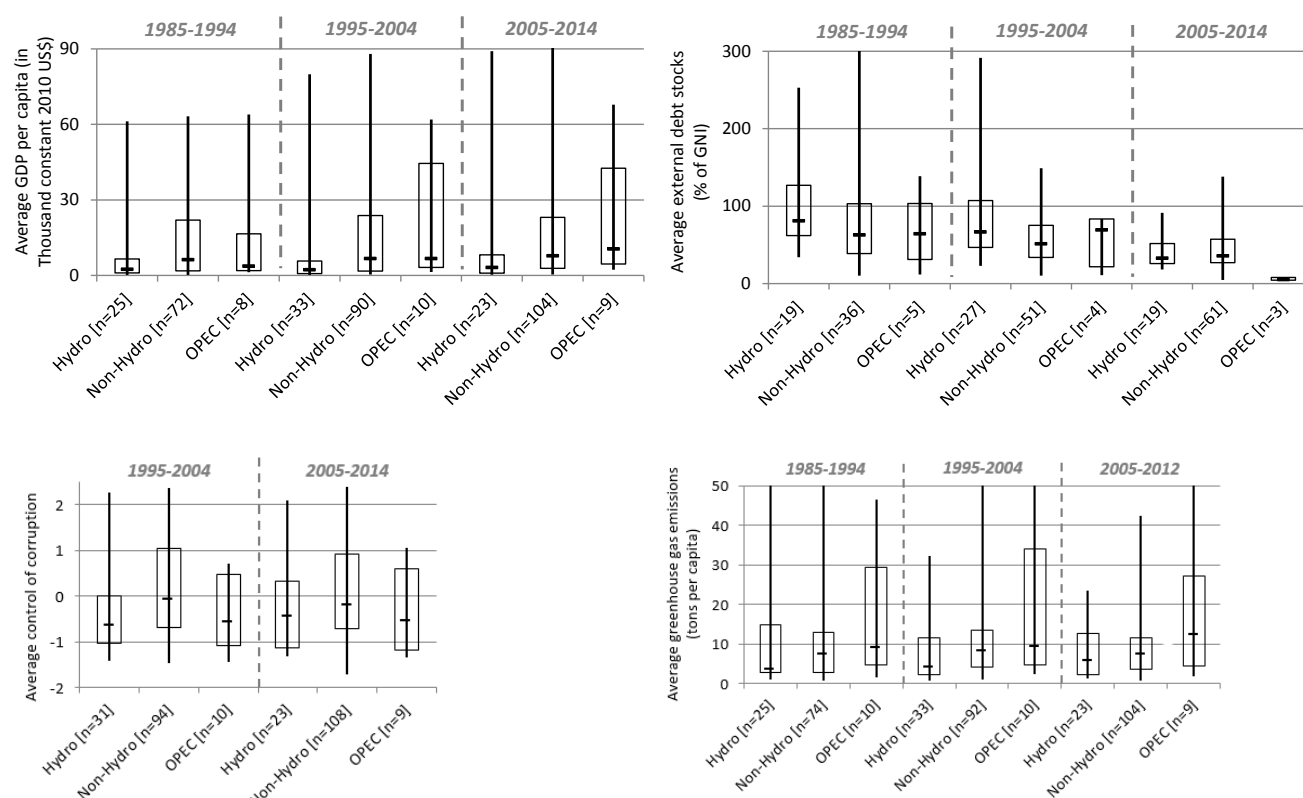 1985-1994
1995-2004
2005-2014
Average GDP per capita (in
Thousand constant 2010 US$)
90
60
30
0
Hydro [n=25]
Non-Hydro [n=72]
OPEC [n=8]
Hydro [n=33]
Non-Hydro [n=90]
OPEC [n=10]
Hydro [n=23]
Non-Hydro [n=104]
OPEC [n=9]
1985-1994
1995-2004
2005-2014
Average external debt stocks
(% of GNI)
300
200
100
0
Hydro [n=19]
Non-Hydro [n=36]
OPEC [n=5]
Hydro [n=27]
Non-Hydro [n=51]
OPEC [n=4]
Hydro [n=19]
Non-Hydro [n=61]
OPEC [n=3]
1995-2004
2005-2014
Average control of corruption
2
1
0
-1
-2
Hydro [n=31]
Non-Hydro [n=94]
OPEC [n=10]
Hydro [n=23]
Non-Hydro [n=108]
OPEC [n=9]
1985-1994
1995-2004
2005-2012
Average greenhouse gas emissions
(tons per capita)
50
40
30
20
10
0
Hydro [n=25]
Non-Hydro [n=74]
OPEC [n=10]
Hydro [n=33]
Non-Hydro [n=92]
OPEC [n=10]
Hydro [n=23]
Non-Hydro [n=104]
OPEC [n=9]